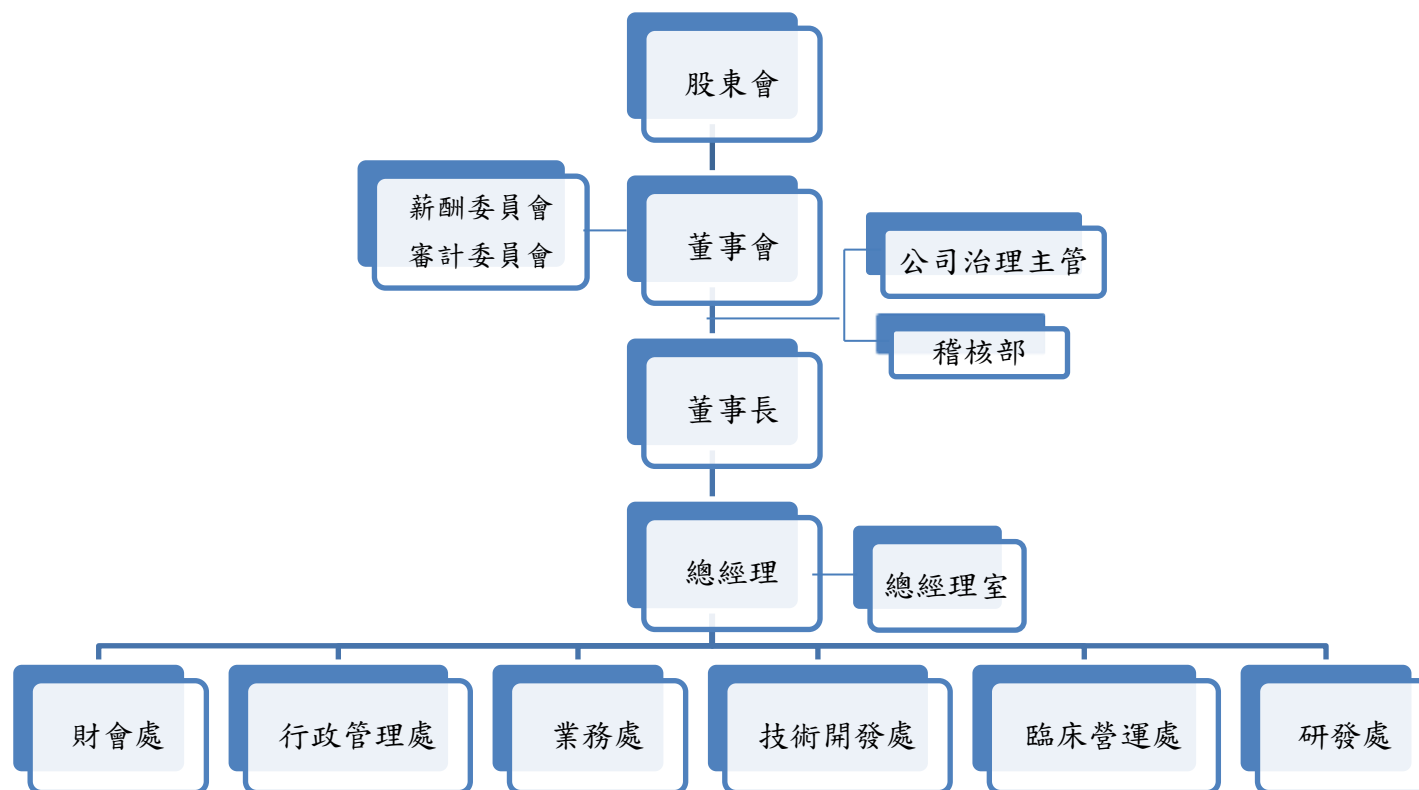 股東會
薪酬委員會
審計委員會
董事會
公司治理主管
稽核部
董事長
總經理
總經理室
財會處
行政管理處
業務處
技術開發處
臨床營運處
研發處